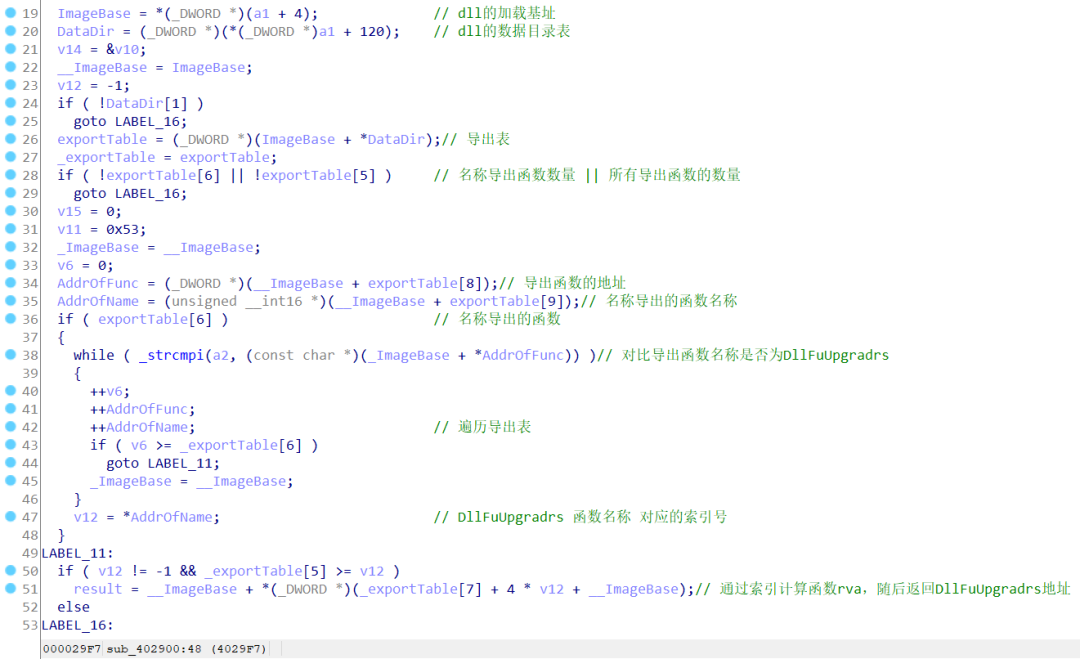 19 ImageBase = *(_DWORD *)(a1 + 4); // dll的加载基址
20 DataDir = (_DWORD *)(*(_DWORD *)a1 + 120); // dll的数据目录表
21 v14 = &v10;
22 __ImageBase = ImageBase;
23 v12 = -1;
24 if ( !DataDir[1] )
25 goto LABEL_16;
26 exportTable = (_DWORD *)(ImageBase + *DataDir);// 导出表
27 _exportTable = exportTable;
28 if ( !exportTable[6] || !exportTable[5] ) // 名称导出函数数量 || 所有导出函数的数量
29 goto LABEL_16;
30 v15 = 0;
31 v11 = 0x53;
32 _ImageBase = __ImageBase;
33 v6 = 0;
34 AddrOfFunc = (_DWORD *)(__ImageBase + exportTable[8]);// 导出函数的地址
35 AddrOfName = (unsigned __int16 *)(__ImageBase + exportTable[9]);// 名称导出的函数名称
36 if ( exportTable[6] ) // 名称导出的函数
37 {
38 while ( _strcmpi(a2, (const char *)(_ImageBase + *AddrOfFunc)) )// 对比导出函数名称是否为DllFuUpgradrs
39 {
40 ++v6;
41 ++AddrOfFunc;
42 ++AddrOfName; // 遍历导出表
43 if ( v6 >= _exportTable[6] )
44 goto LABEL_11;
45 _ImageBase = __ImageBase;
46 }
47 v12 = *AddrOfName; // DllFuUpgradrs 函数名称 对应的索引号
48 }
49 LABEL_11:
50 if ( v12 != -1 && _exportTable[5] >= v12 )
51 result = __ImageBase + *(_DWORD *)(_exportTable[7] + 4 * v12 + __ImageBase);// 通过索引计算函数rva，随后返回DllFuUpgradrs地址
52 else
53 LABEL_16:
000029F7 sub_402900:48 (4029F7)